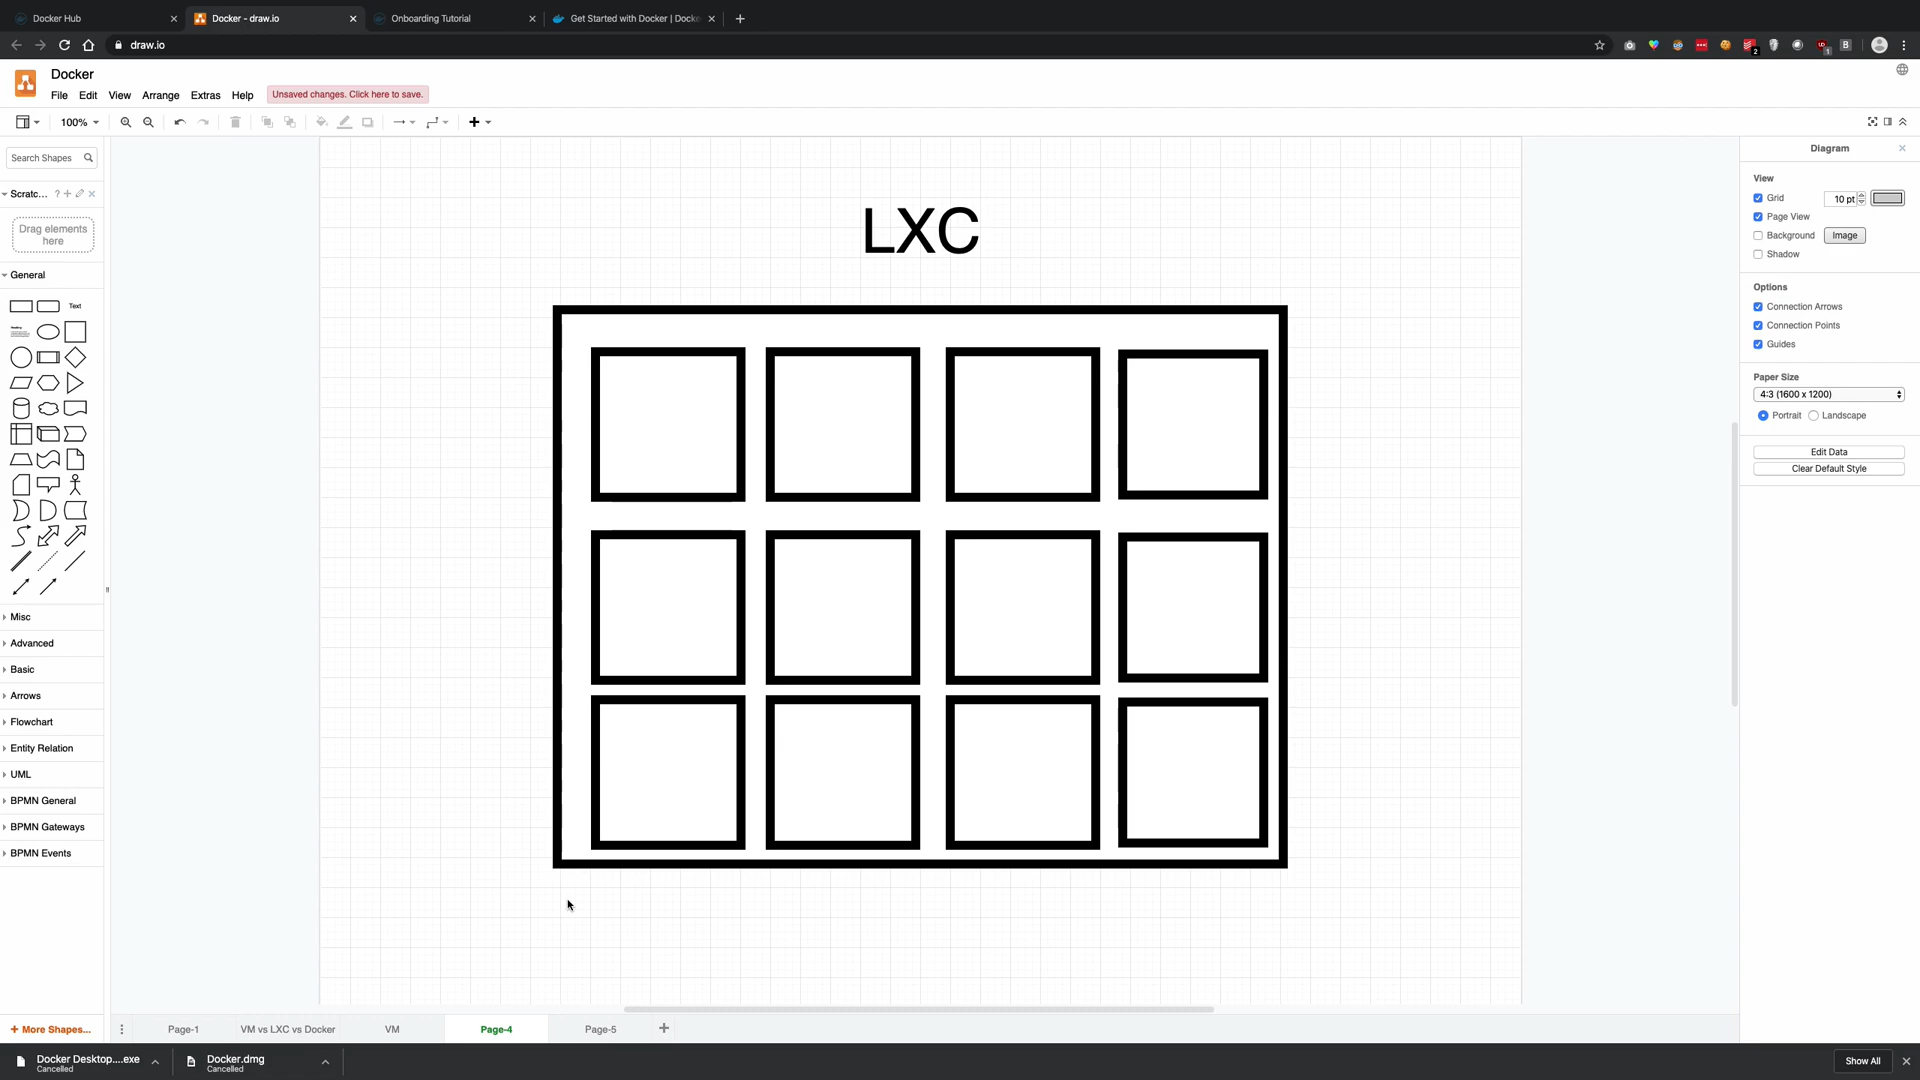 Docker Hub
Docker - draw.io
Onboarding Tutorial
Get Started with Docker | Docke
draw.io
Docker
File Edit View Arrange Extras Help
Unsaved changes. Click here to save.
100%
Search Shapes
Scratc... ?
Drag elements
here
General
Text
Heading
Misc
Advanced
Basic
Arrows
Flowchart
Entity Relation
UML
BPMN General
BPMN Gateways
BPMN Events
+ More Shapes...
LXC
Diagram
View
Grid 10 pt
Page View
Background Image
Shadow
Options
Connection Arrows
Connection Points
Guides
Paper Size
4:3 (1600 x 1200)
Portrait Landscape
Edit Data
Clear Default Style
Page-1 VM vs LXC vs Docker VM Page-4 Page-5
Docker Desktop....exe
Cancelled
Docker.dmg
Cancelled
Show All